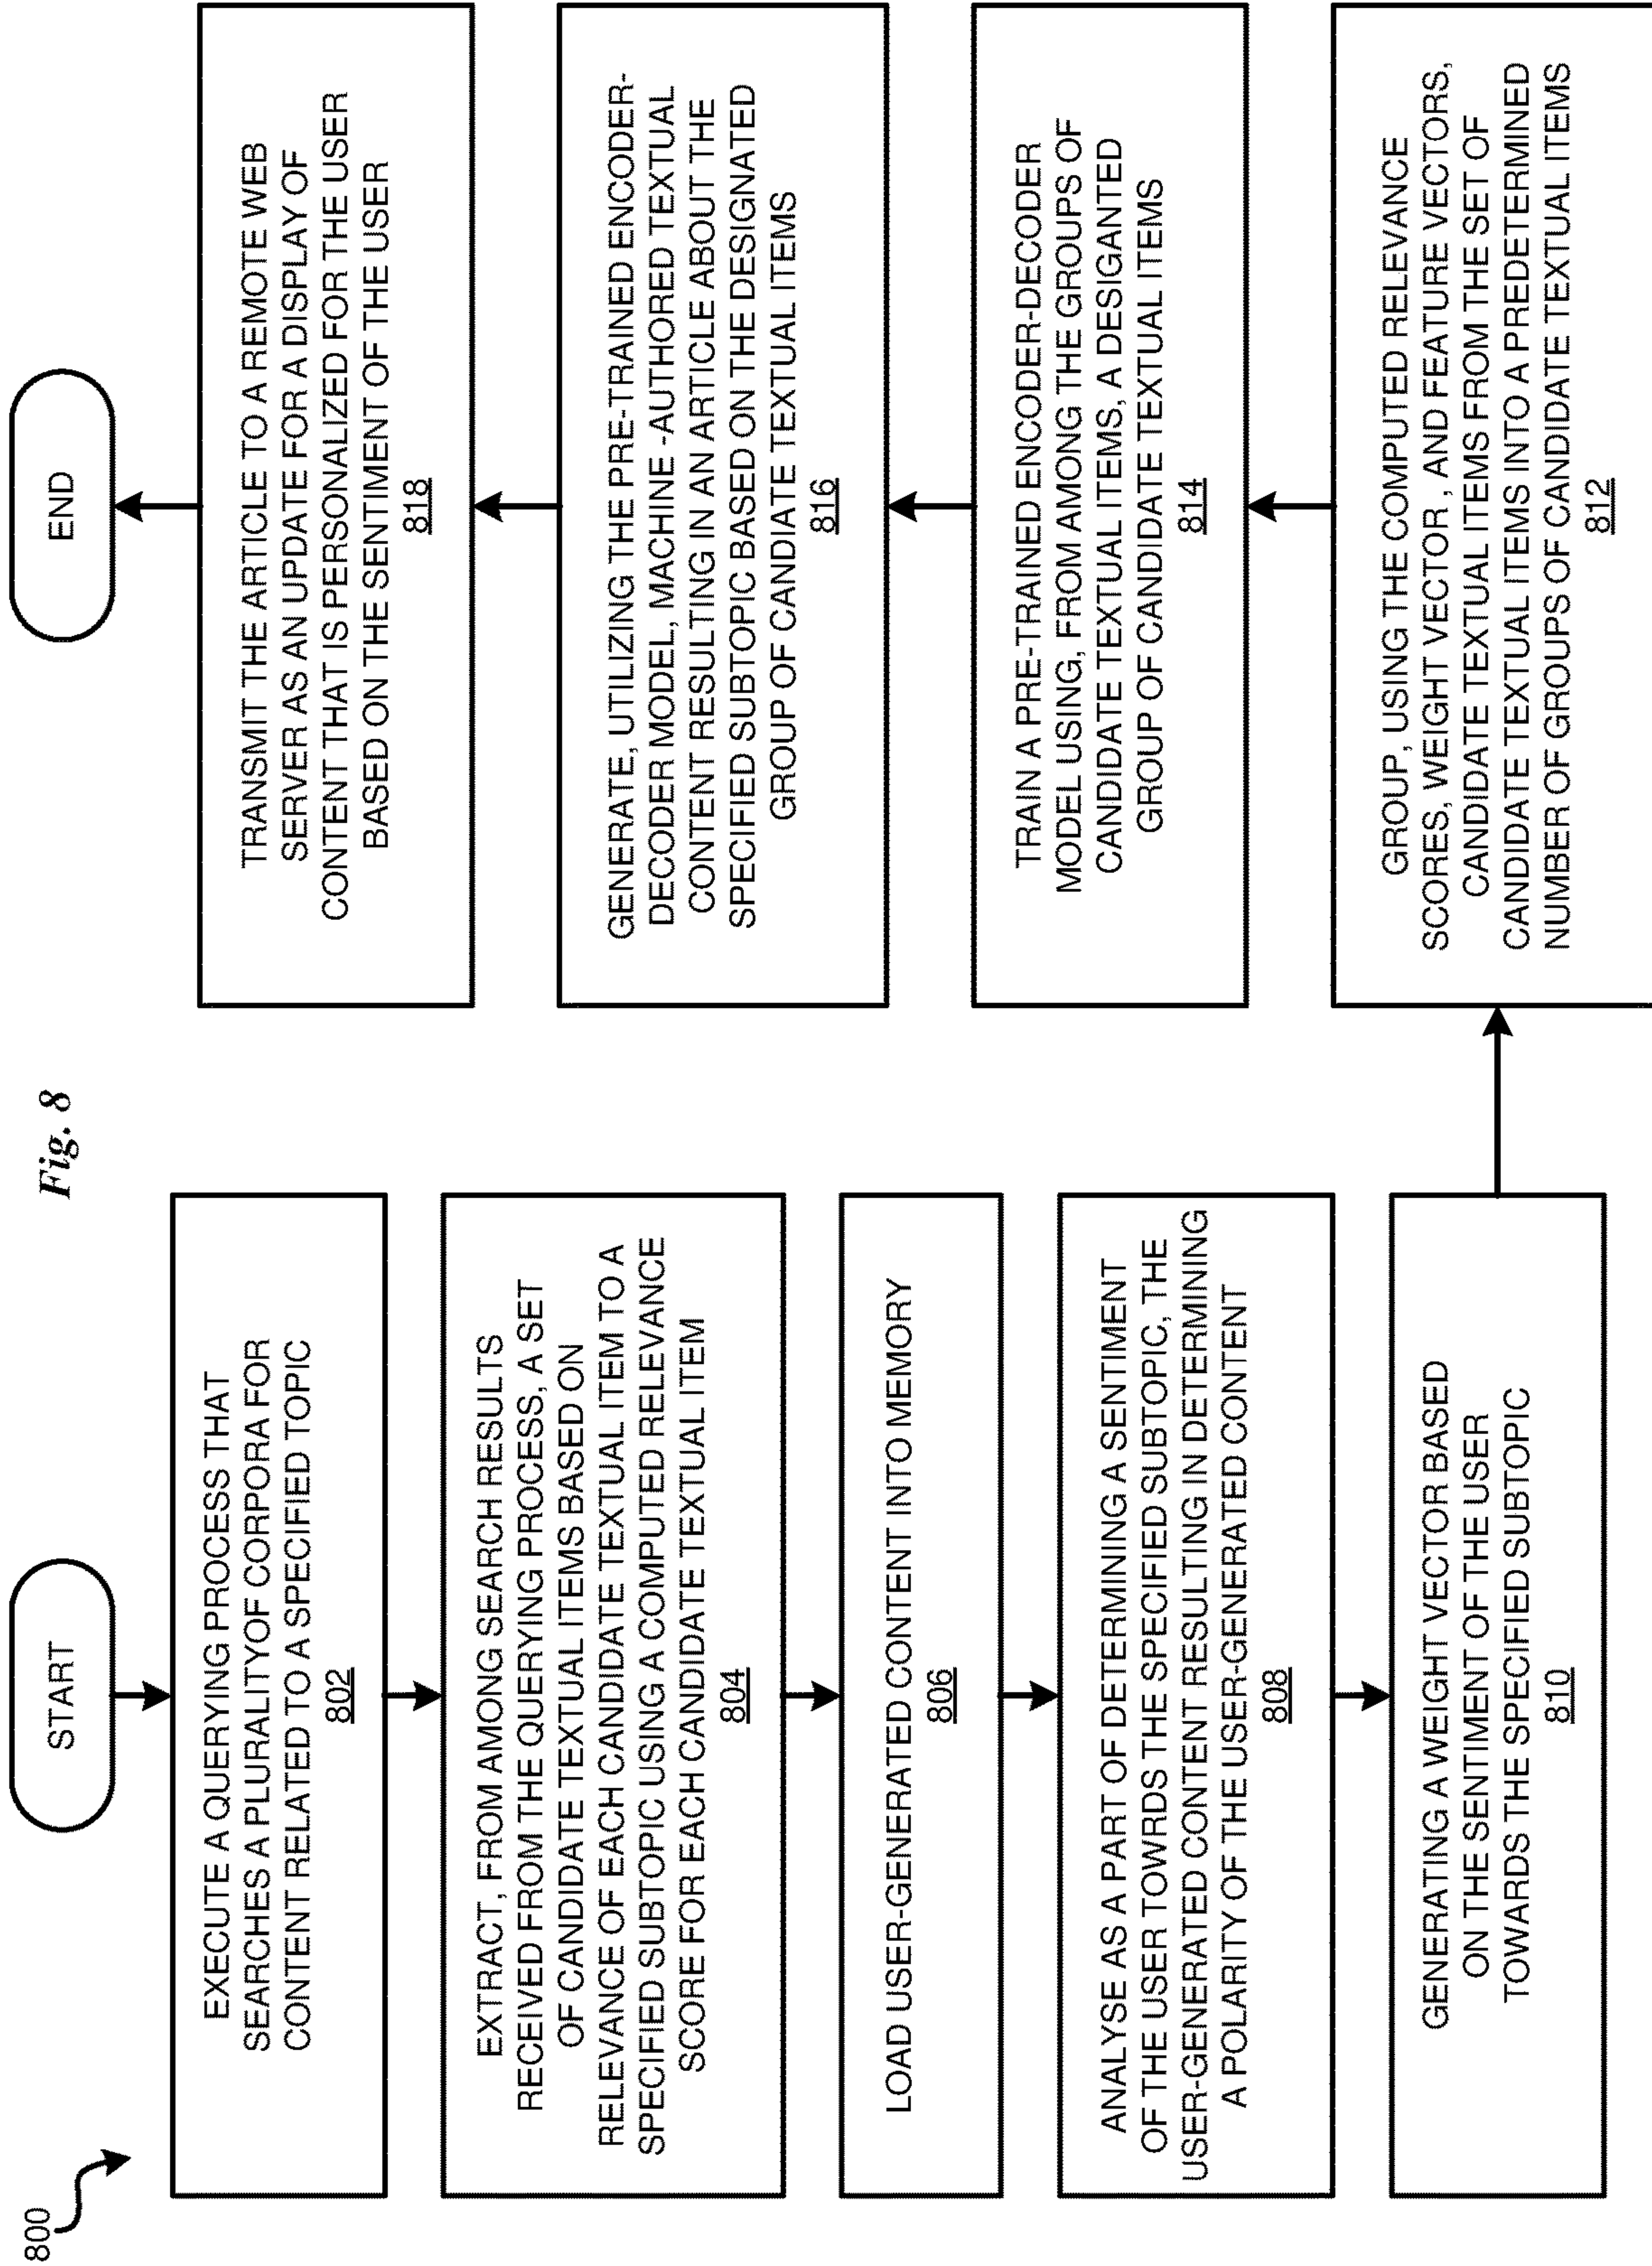 Fig. 8
800
START
EXECUTE A QUERYING PROCESS THAT
SEARCHES A PLURALITYOF CORPORA FOR
CONTENT RELATED TO A SPECIFIED TOPIC
802
EXTRACT, FROM AMONG SEARCH RESULTS
RECEIVED FROM THE QUERYING PROCESS, A SET
OF CANDIDATE TEXTUAL ITEMS BASED ON
RELEVANCE OF EACH CANDIDATE TEXTUAL ITEM TO A
SPECIFIED SUBTOPIC USING A COMPUTED RELEVANCE
SCORE FOR EACH CANDIDATE TEXTUAL ITEM
804
LOAD USER-GENERATED CONTENT INTO MEMORY
806
ANALYSE AS A PART OF DETERMINING A SENTIMENT
OF THE USER TOWRDS THE SPECIFIED SUBTOPIC, THE
USER-GENERATED CONTENT RESULTING IN DETERMINING
A POLARITY OF THE USER-GENERATED CONTENT
808
GENERATING A WEIGHT VECTOR BASED
ON THE SENTIMENT OF THE USER
TOWARDS THE SPECIFIED SUBTOPIC
810
GROUP, USING THE COMPUTED RELEVANCE
SCORES, WEIGHT VECTOR, AND FEATURE VECTORS,
CANDIDATE TEXTUAL ITEMS FROM THE SET OF
CANDIDATE TEXTUAL ITEMS INTO A PREDETERMINED
NUMBER OF GROUPS OF CANDIDATE TEXTUAL ITEMS
812
TRAIN A PRE-TRAINED ENCODER-DECODER
MODEL USING, FROM AMONG THE GROUPS OF
CANDIDATE TEXTUAL ITEMS, A DESIGANTED
GROUP OF CANDIDATE TEXTUAL ITEMS
814
GENERATE, UTILIZING THE PRE-TRAINED ENCODER-
DECODER MODEL, MACHINE -AUTHORED TEXTUAL
CONTENT RESULTING IN AN ARTICLE ABOUT THE
SPECIFIED SUBTOPIC BASED ON THE DESIGNATED
GROUP OF CANDIATE TEXTUAL ITEMS
816
TRANSMIT THE ARTICLE TO A REMOTE WEB
SERVER AS AN UPDATE FOR A DISPLAY OF
CONTENT THAT IS PERSONALIZED FOR THE USER
BASED ON THE SENTIMENT OF THE USER
818
END